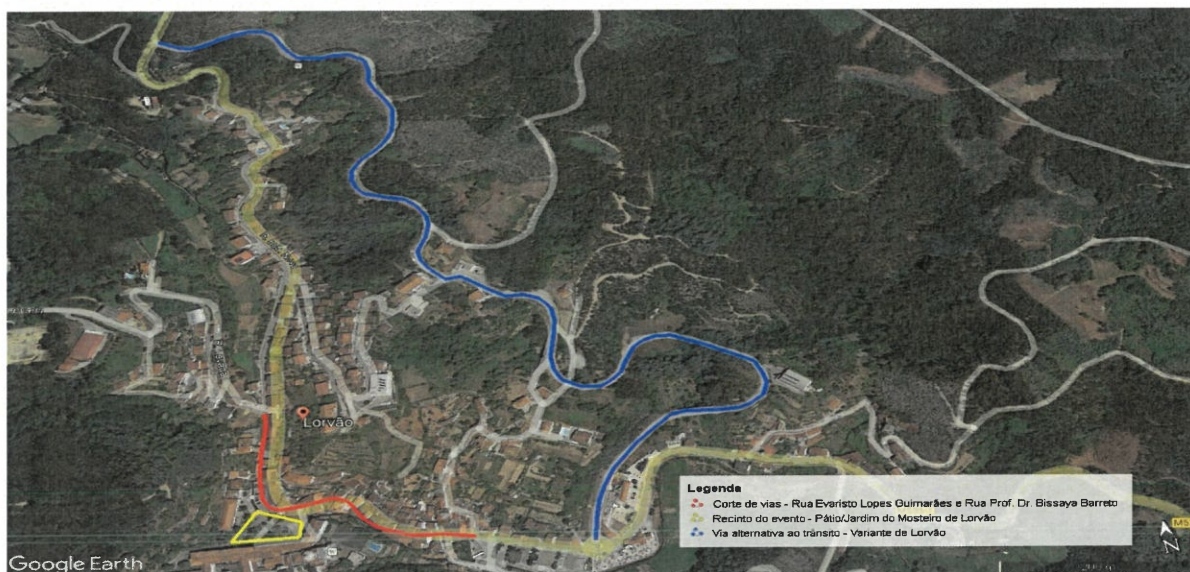 Lorvão
Legenda
Corte de vias - Rua Evaristo Lopes Guimarães e Rua Prof. Dr. Bissaya Barreto
Recinto do evento - Pátio/Jardim do Mosteiro de Lorvão
Via alternativa ao trânsito - Variante de Lorvão
Google Earth
N